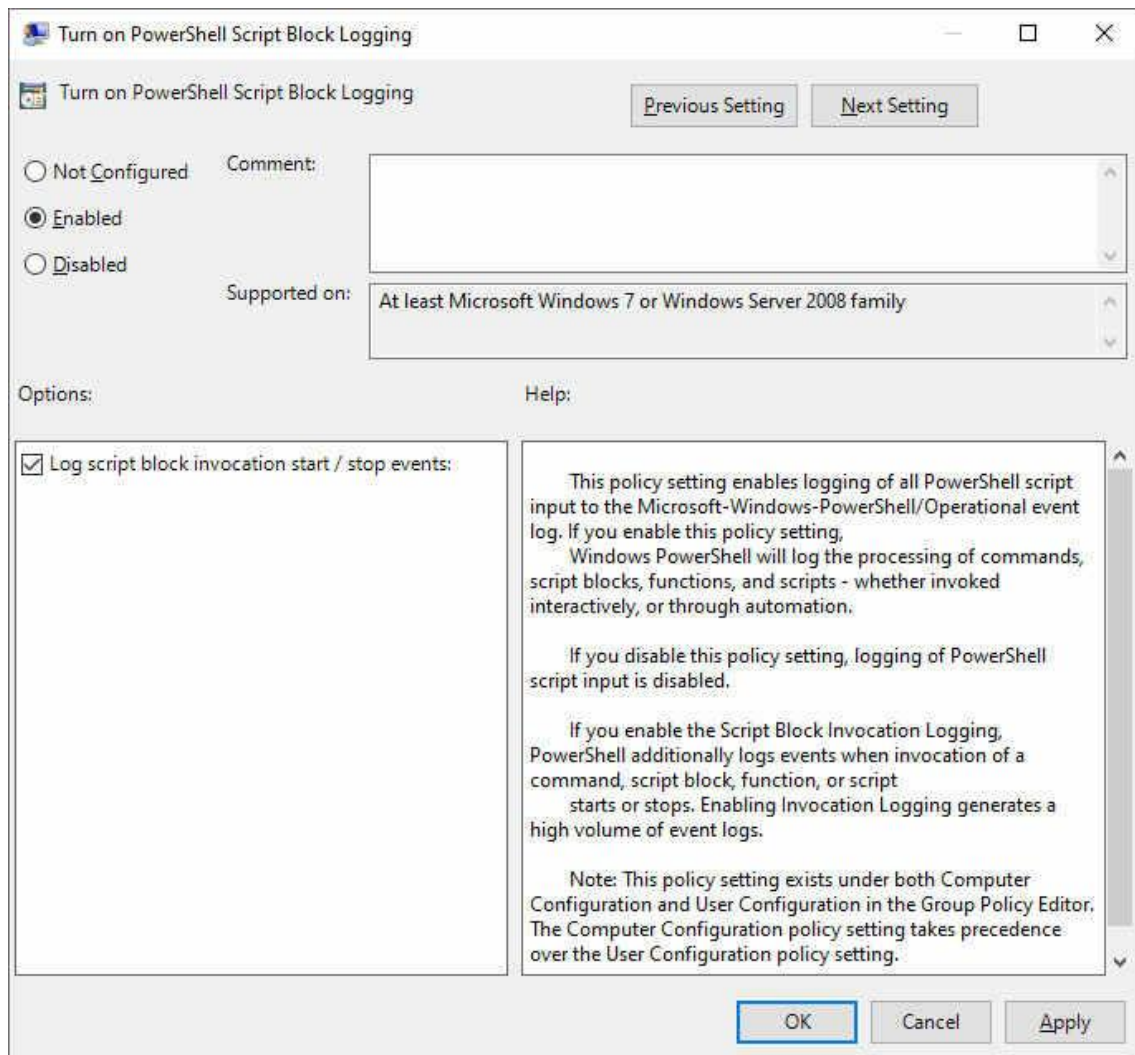 Turn on PowerShell Script Block Logging
Turn on PowerShell Script Block Logging
Previous Setting
Next Setting
Not Configured
Comment:
Enabled
Disabled
Supported on:
At least Microsoft Windows 7 or Windows Server 2008 family
Options:
Help:
Log script block invocation start / stop events:
This policy setting enables logging of all PowerShell script
input to the Microsoft-Windows-PowerShell/Operational event
log. If you enable this policy setting,
Windows PowerShell will log the processing of commands,
script blocks, functions, and scripts - whether invoked
interactively, or through automation.
If you disable this policy setting, logging of PowerShell
script input is disabled.
If you enable the Script Block Invocation Logging,
PowerShell additionally logs events when invocation of a
command, script block, function, or script
starts or stops. Enabling Invocation Logging generates a
high volume of event logs.
Note: This policy setting exists under both Computer
Configuration and User Configuration in the Group Policy Editor.
The Computer Configuration policy setting takes precedence
over the User Configuration policy setting.
OK
Cancel
Apply